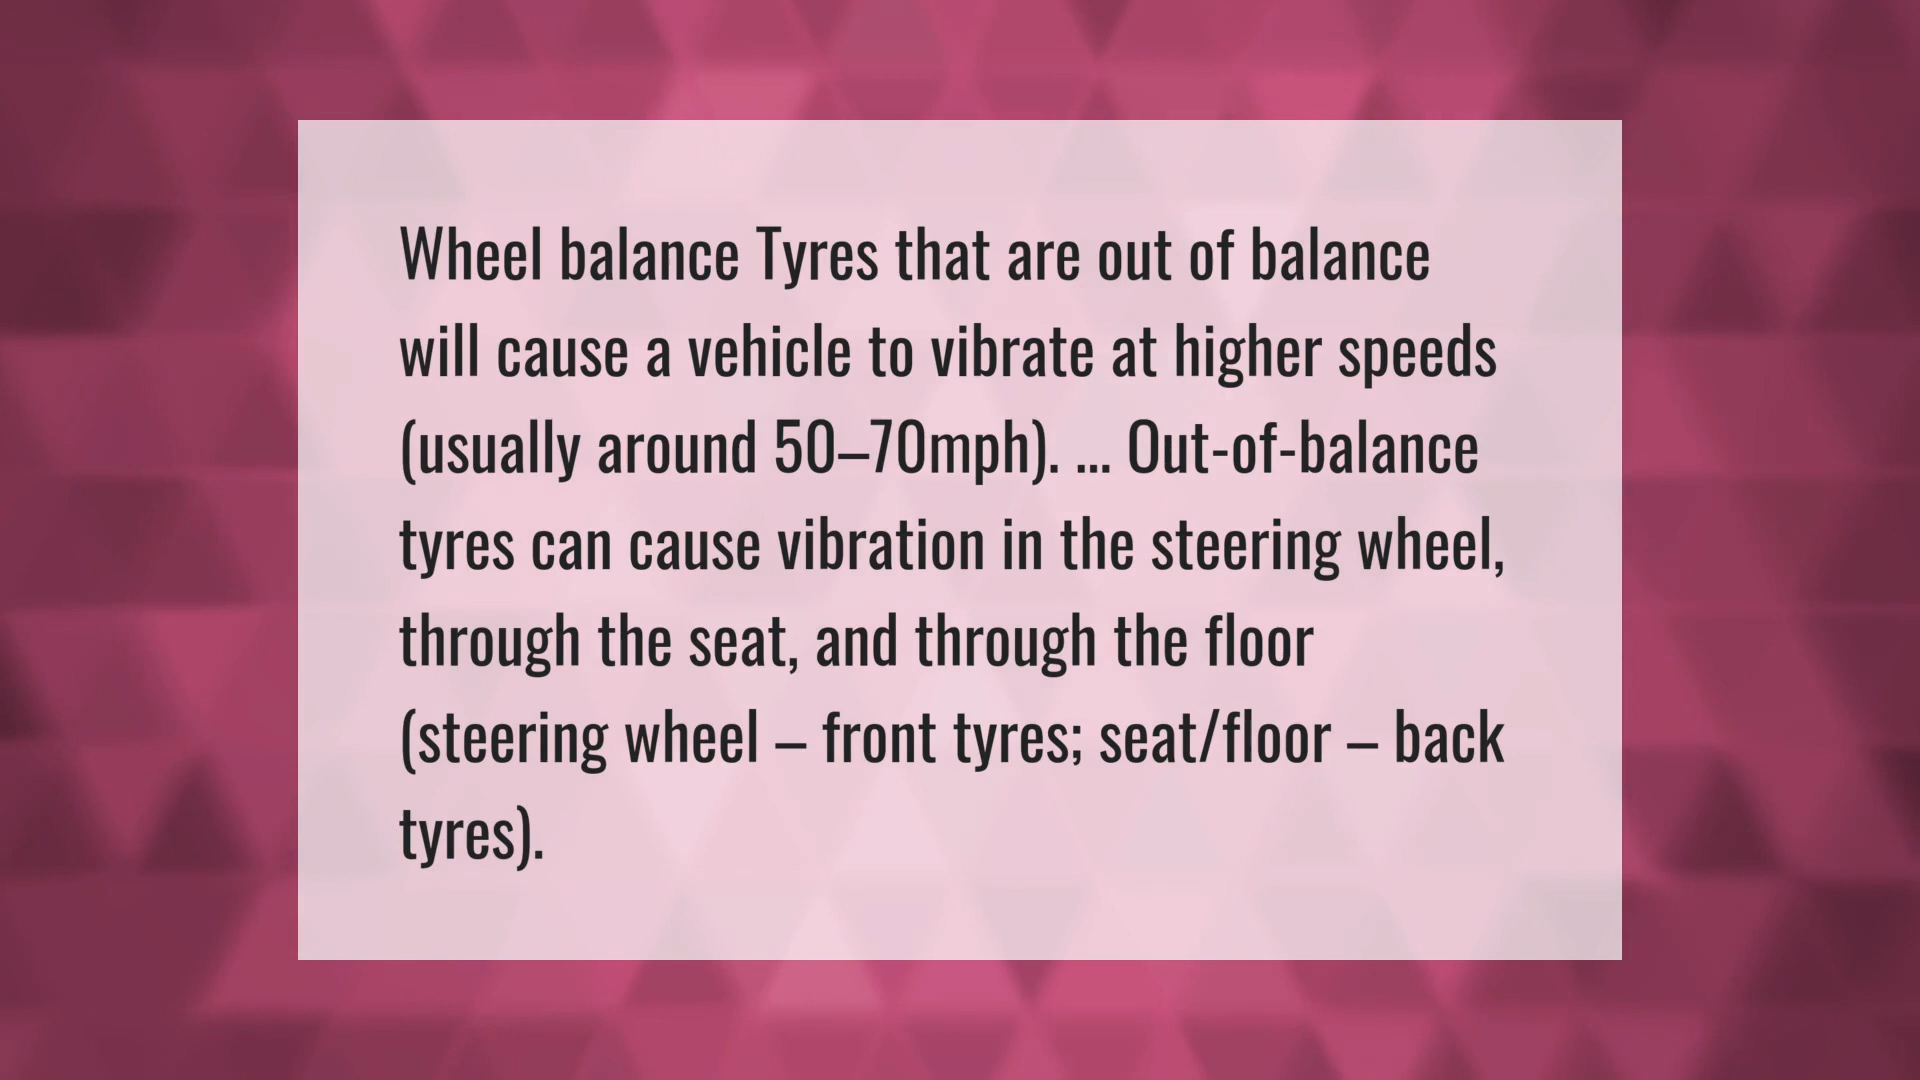 Wheel balance Tyres that are out of balance
will cause a vehicle to vibrate at higher speeds
(usually around 50–70mph). ... Out-of-balance
tyres can cause vibration in the steering wheel,
through the seat, and through the floor
(steering wheel – front tyres; seat/floor – back
tyres).